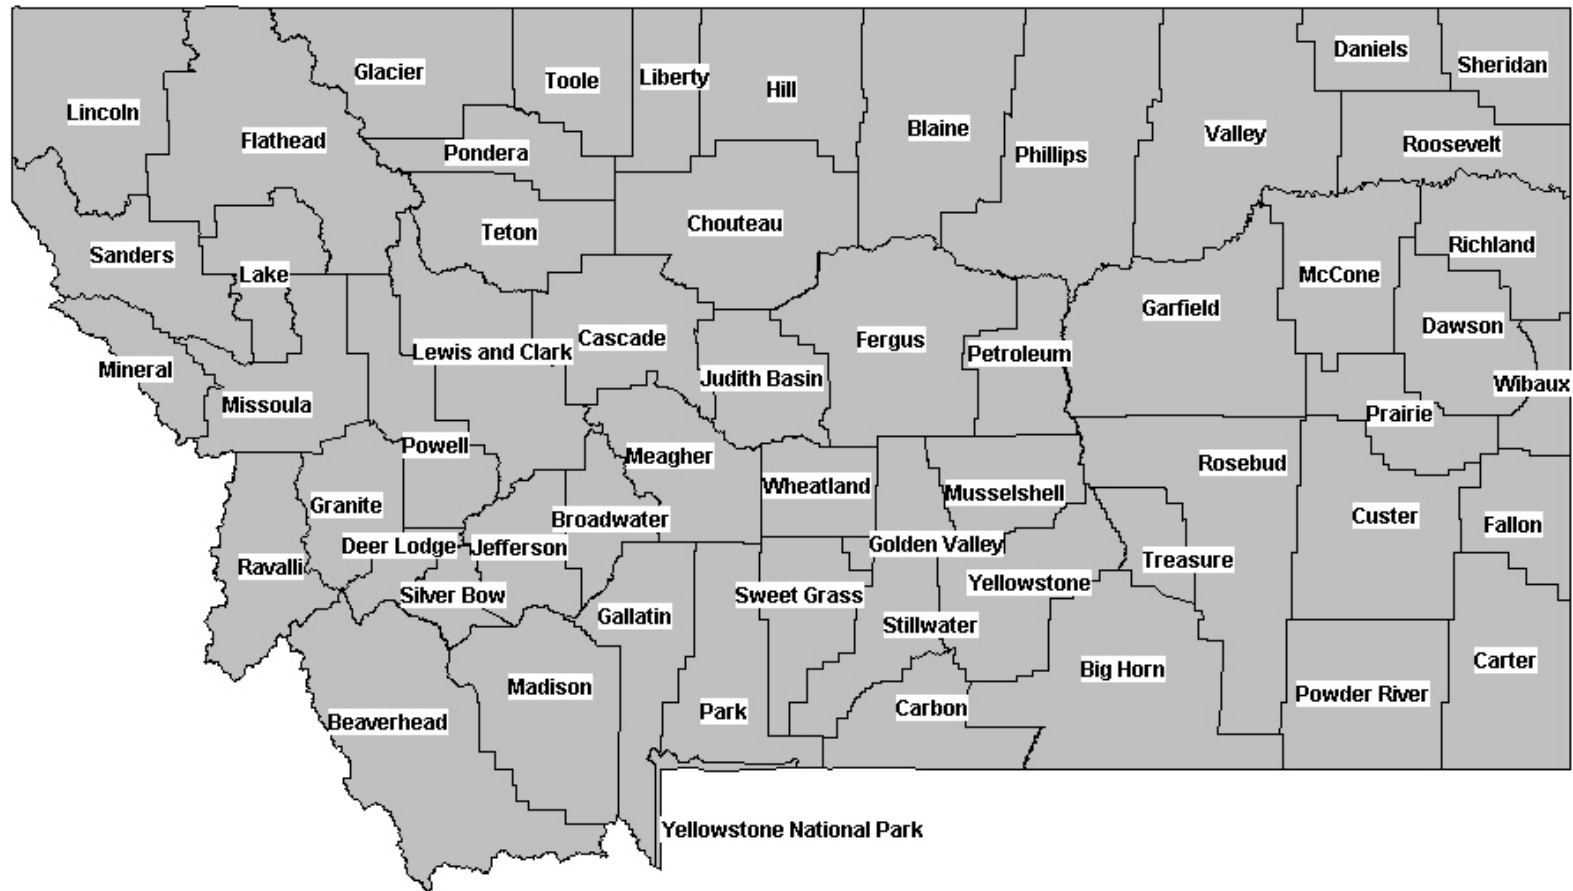 Daniels
Sheridan
Glacier
Toole
Liberty
Hill
Lincoln
Flathead
Blaine
Valley
Roosevelt
Pondera
Phillips
Teton
Chouteau
Sanders
Richland
Lake
McCone
Garfield
Dawson
Cascade
Fergus
Lewis and Clark
Petroleum
Mineral
Judith Basin
Wibaux
Missoula
Prairie
Powell
Meagher
Rosebud
Wheatland
Musselshell
Granite
Broadwater
Custer
Fallon
Deer Lodge
Jefferson
Golden Valley
Treasure
Ravalli
Yellowstone
Silver Bow
Sweet Grass
Gallatin
Stillwater
Carter
Big Horn
Madison
Powder River
Park
Carbon
Beaverhead
Yellowstone National Park